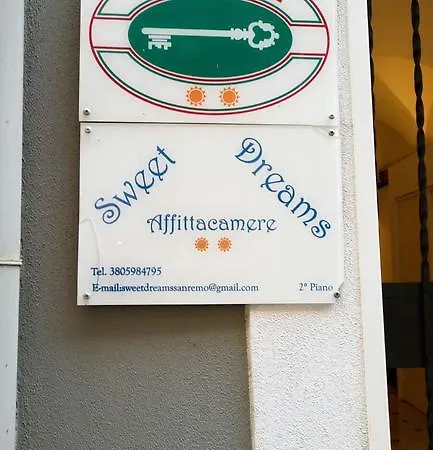 Sweet Dreams
Affittacamere
Tel. 3805984795
E-mail:sweetdreamssanremo@gmail.com 2° Piano